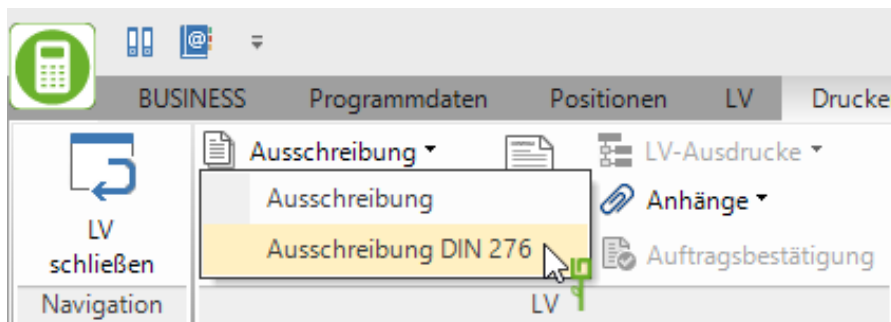 BUSINESS Programmdaten Positionen LV Drucke
Ausschreibung LV-Ausdrucke
Ausschreibung
Anhänge
LV
schließen
Ausschreibung DIN 276
Auftragsbestätigung
Navigation LV